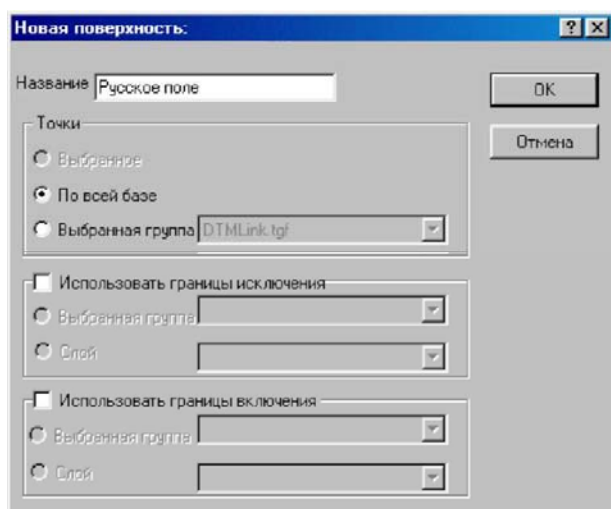 Новая поверхность:
Название Русское поле
OK
Отмена
Точки
Выбранное
По всей базе
Выбранная группа DTMLink.tgf
Использовать границы исключения
Выбранная группа
Слой
Использовать границы включения
Выбранная группа
Слой